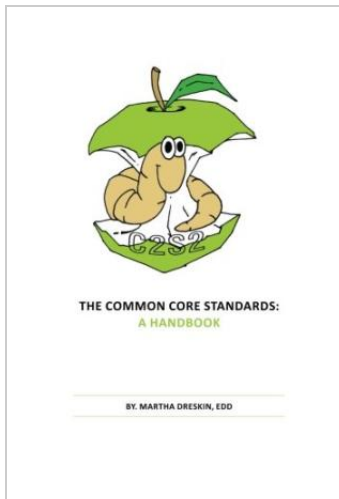 C2S2
THE COMMON CORE STANDARDS:
A HANDBOOK
BY. MARTHA DRESKIN, EDD